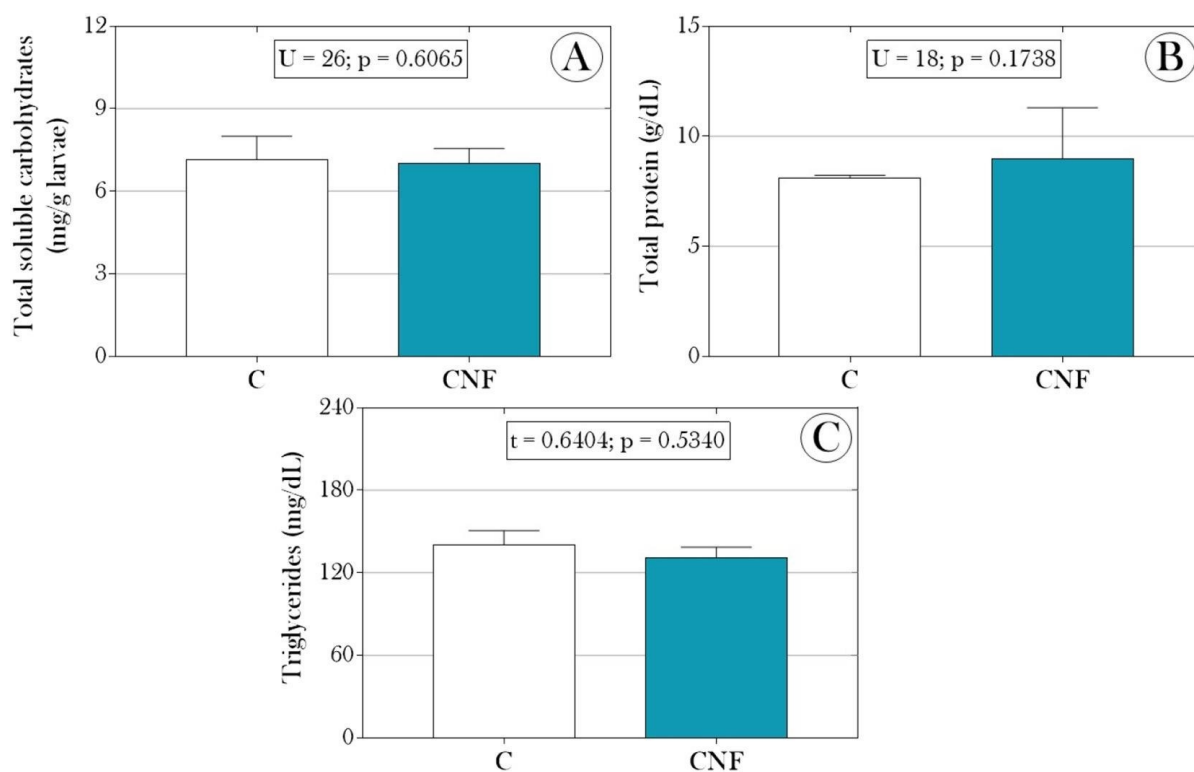 Total soluble carbohydrates
(mg/g larvae)
12
9
6
3
0
U = 26; p = 0.6065
A
C
CNF
Total protein (g/dL)
15
10
5
0
U = 18; p = 0.1738
B
C
CNF
Triglycerides (mg/dL)
240
180
120
60
0
t = 0.6404; p = 0.5340
C
C
CNF